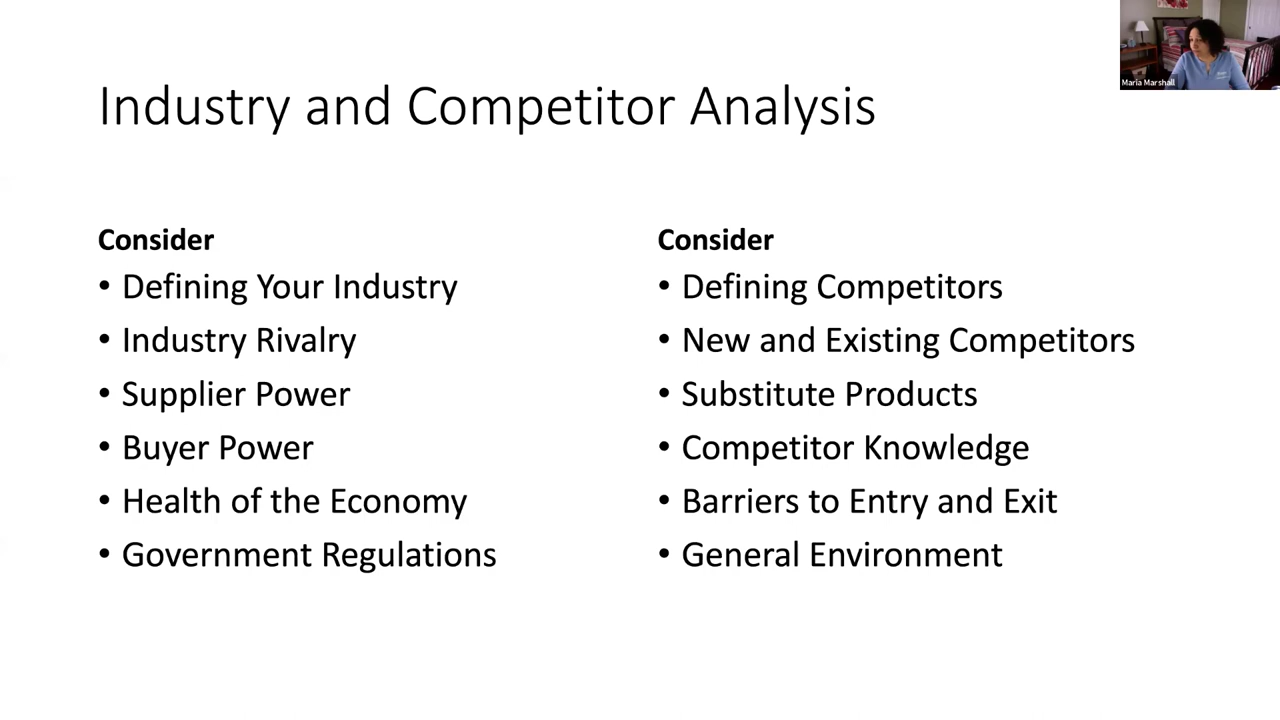 Maria Marshall
Industry and Competitor Analysis
Consider
• Defining Your Industry
• Industry Rivalry
• Supplier Power
• Buyer Power
• Health of the Economy
• Government Regulations
Consider
• Defining Competitors
• New and Existing Competitors
• Substitute Products
• Competitor Knowledge
• Barriers to Entry and Exit
• General Environment